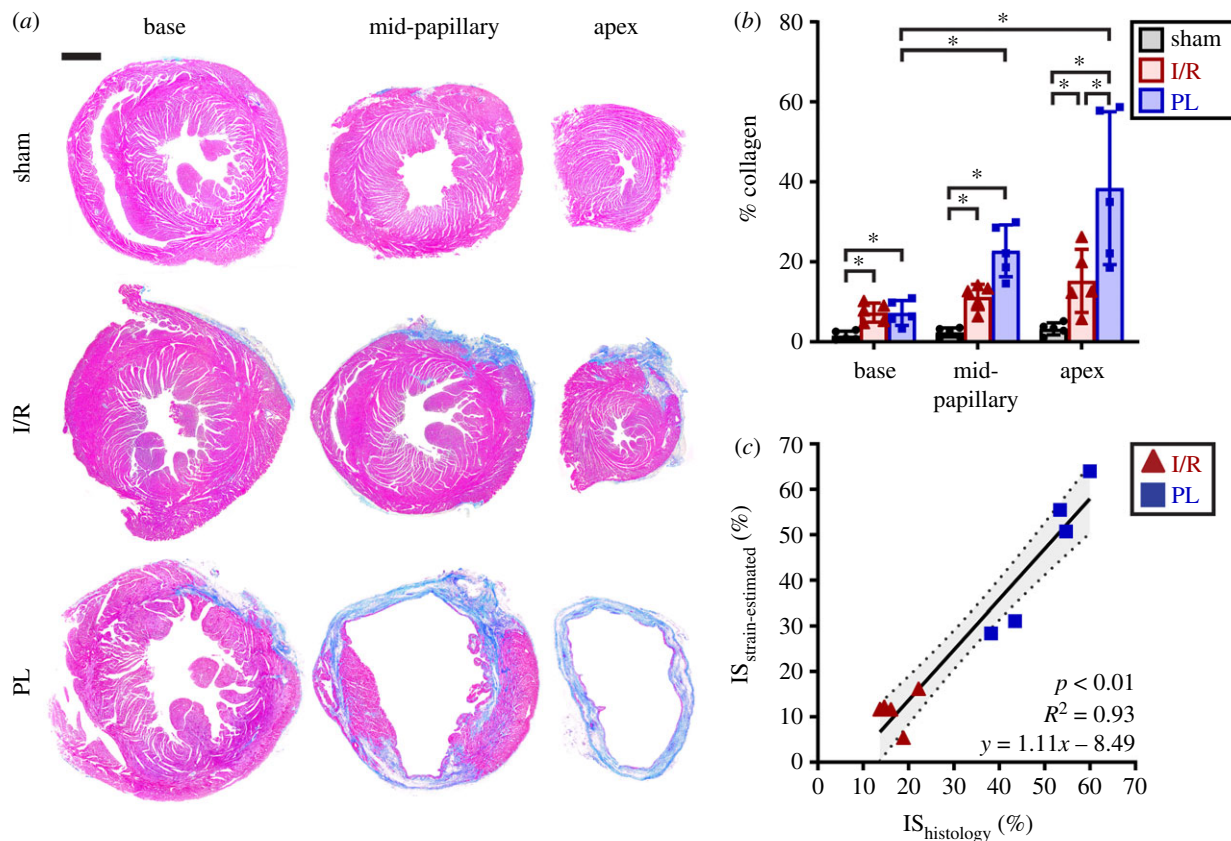 (a)
base
mid-papillary
apex
sham
I/R
PL
(b)
% collagen
80
60
40
20
0
*
*
*
*
*
*
*
*
*
base
mid-
papillary
apex
sham
I/R
PL
(c)
IS strain-estimated (%)
70
60
50
40
30
20
10
0
0 10 20 30 40 50 60 70
IS histology (%)
p < 0.01
R² = 0.93
y = 1.11x – 8.49
I/R
PL